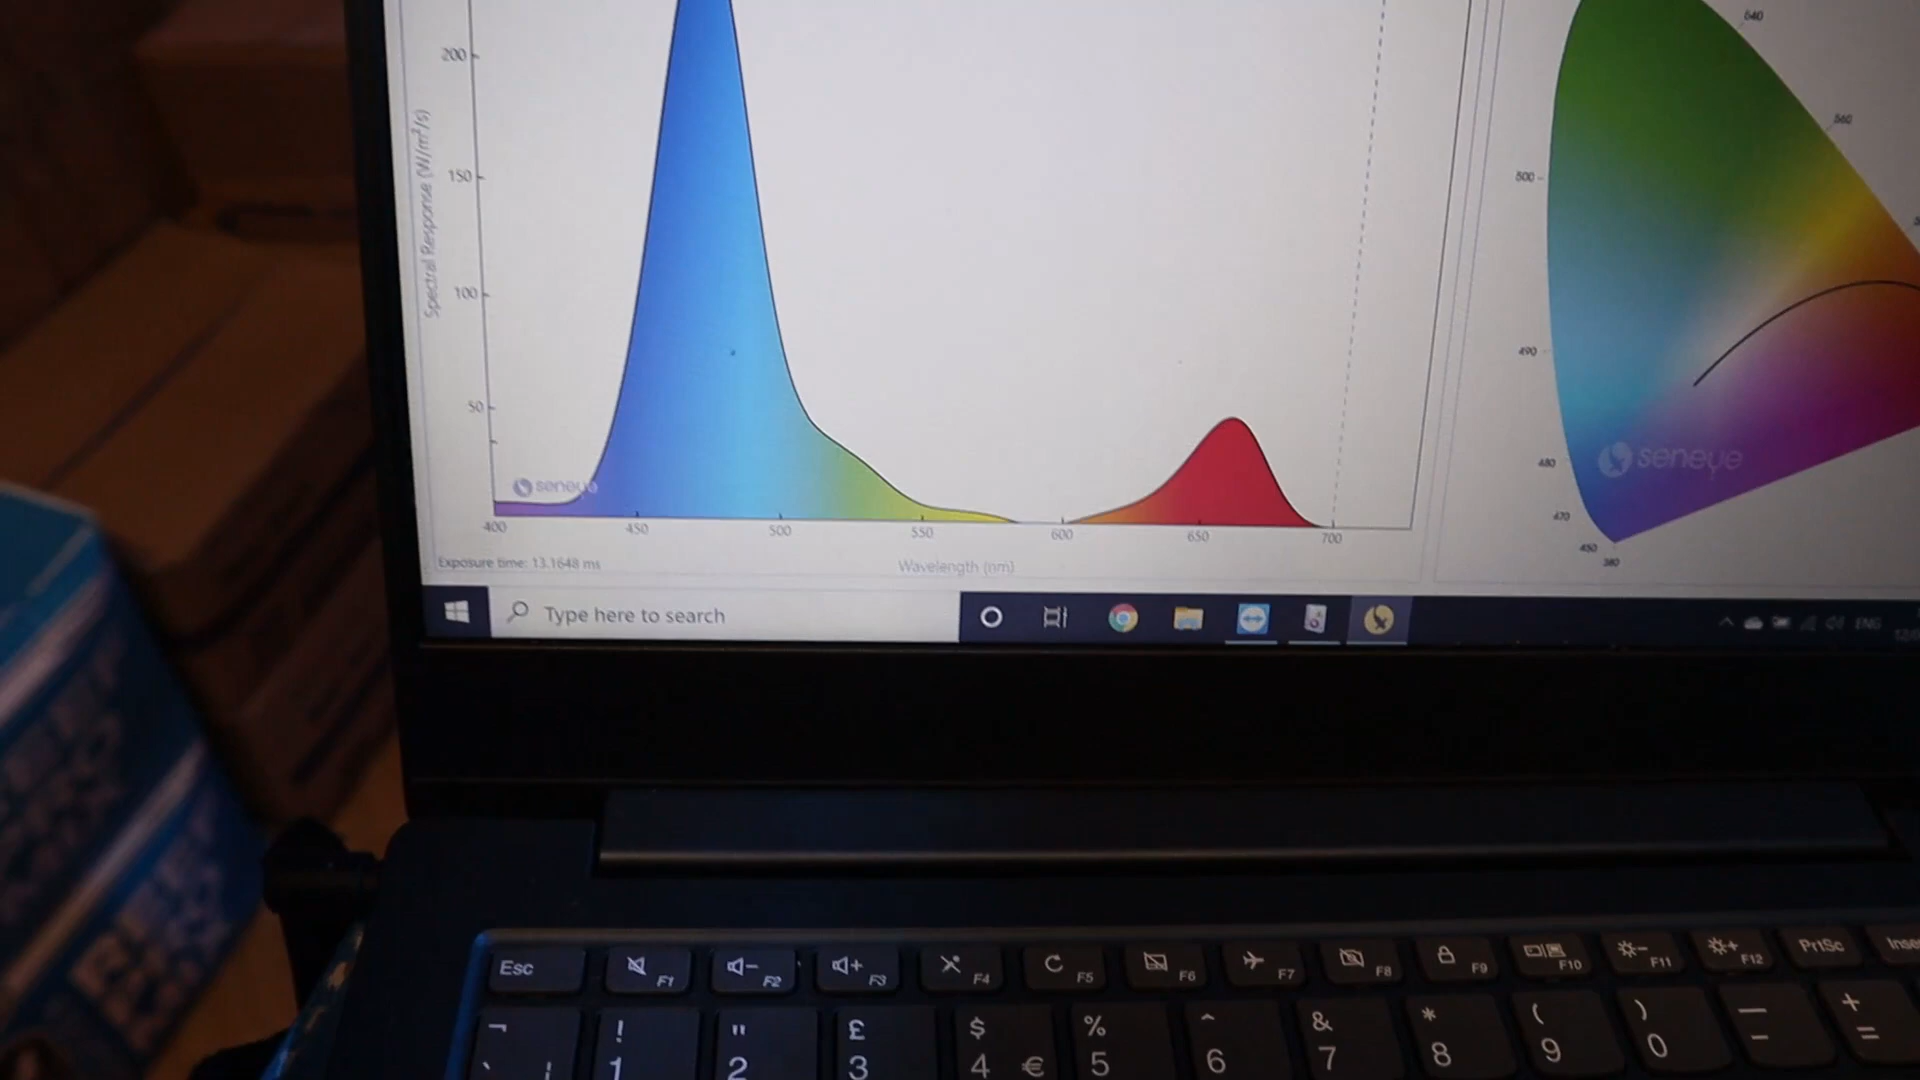 200
150
100
50
Spectral Response (W/m²/s)
seneye
400 450 500 550 600 650 700
Exposure time: 13.1648 ms
Wavelength (nm)
540
560
500
490
480
470
450
380
seneye
Type here to search
ENG
Esc F1 F2 F3 F4 F5 F6 F7 F8 F9 F10 F11 F12 PrtSc
¬ ! " £ $ % ^ & * ( ) — +
` ¦ 1 2 3 4 € 5 6 7 8 9 0 - =